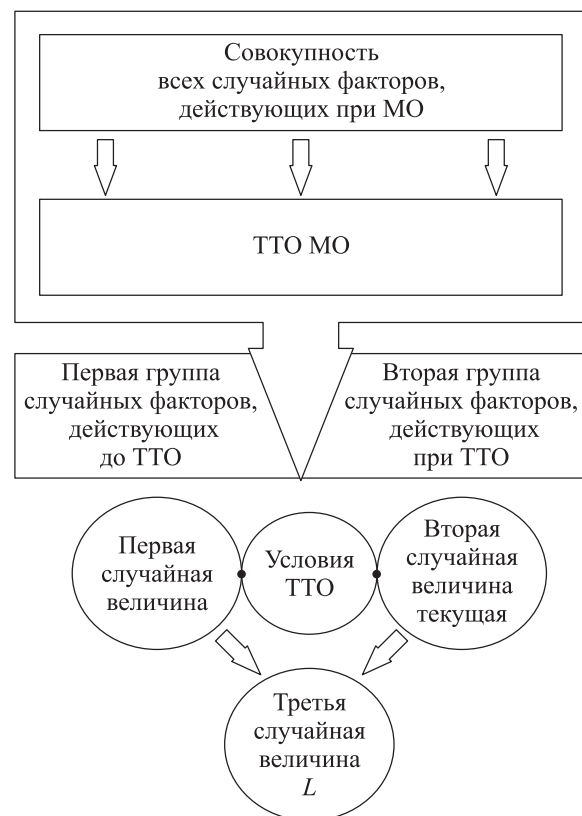 Совокупность
всех случайных факторов,
действующих при МО
ТТО МО
Первая группа
случайных факторов,
действующих
до ТТО
Вторая группа
случайных факторов,
действующих
при ТТО
Первая
случайная
величина
Условия
ТТО
Вторая
случайная
величина
текущая
Третья
случайная
величина
L